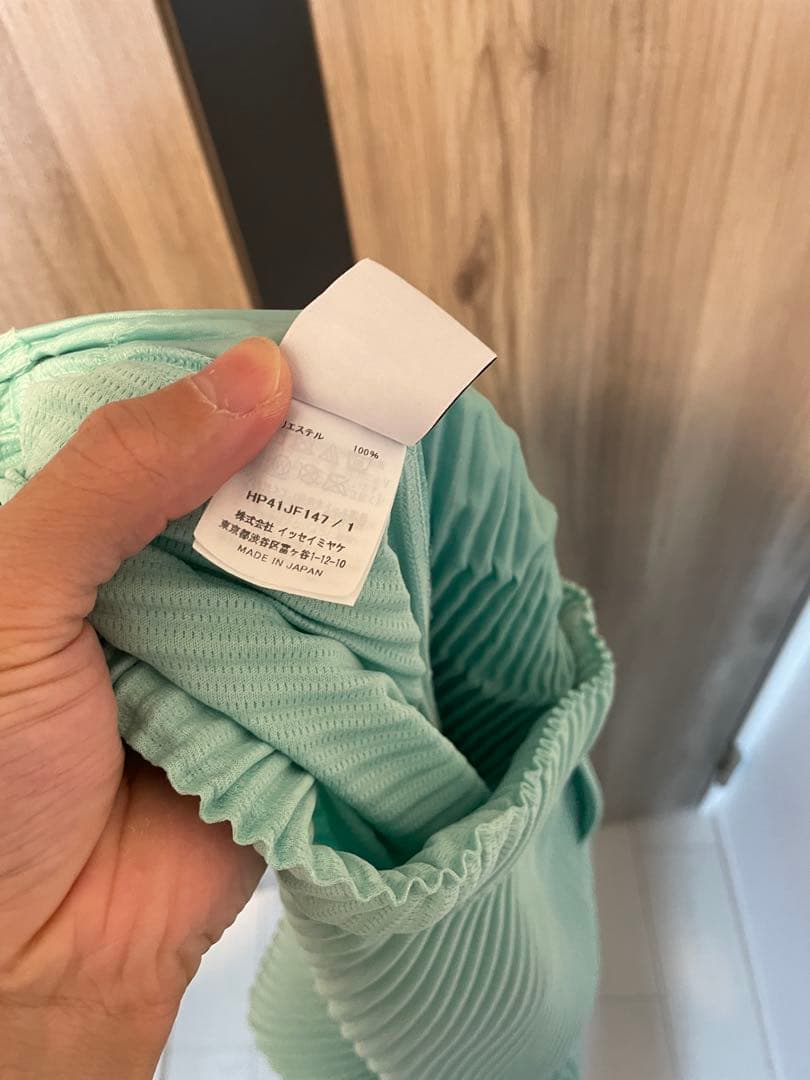 リエステル 100%
HP41JF147 / 1
株式会社 イッセイミヤケ
東京都渋谷区富ヶ谷1-12-10
MADE IN JAPAN